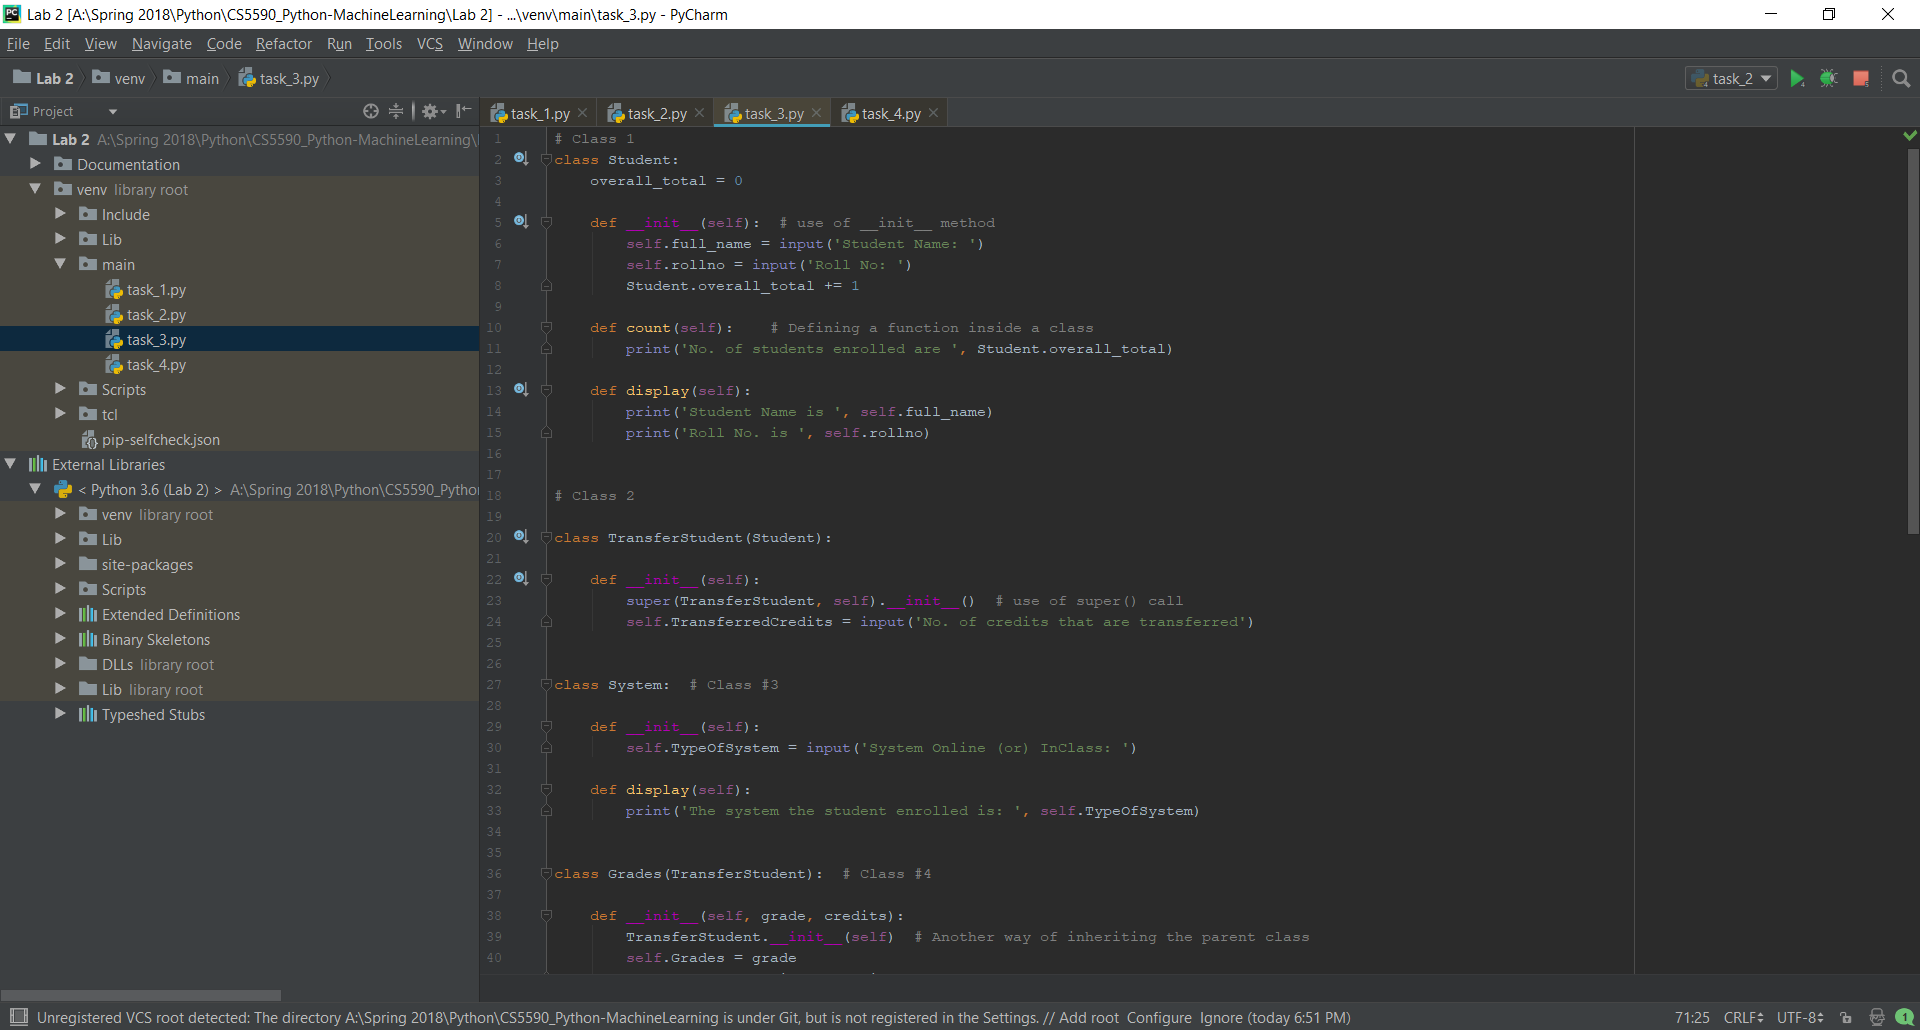 Lab 2 [A:\Spring 2018\Python\CS5590_Python-MachineLearning\Lab 2] - ...\venv\main\task_3.py - PyCharm
File Edit View Navigate Code Refactor Run Tools VCS Window Help
Lab 2 venv main task_3.py
task_2
Project
task_1.py task_2.py task_3.py task_4.py
Lab 2 A:\Spring 2018\Python\CS5590_Python-MachineLearning\
Documentation
venv library root
Include
Lib
main
task_1.py
task_2.py
task_3.py
task_4.py
Scripts
tcl
pip-selfcheck.json
External Libraries
< Python 3.6 (Lab 2) > A:\Spring 2018\Python\CS5590_Pytho
venv library root
Lib
site-packages
Scripts
Extended Definitions
Binary Skeletons
DLLs library root
Lib library root
Typeshed Stubs
1 # Class 1
2 class Student:
3 overall_total = 0
4
5 def __init__(self): # use of __init__ method
6 self.full_name = input('Student Name: ')
7 self.rollno = input('Roll No: ')
8 Student.overall_total += 1
9
10 def count(self): # Defining a function inside a class
11 print('No. of students enrolled are ', Student.overall_total)
12
13 def display(self):
14 print('Student Name is ', self.full_name)
15 print('Roll No. is ', self.rollno)
16
17
18 # Class 2
19
20 class TransferStudent(Student):
21
22 def __init__(self):
23 super(TransferStudent, self).__init__() # use of super() call
24 self.TransferredCredits = input('No. of credits that are transferred')
25
26
27 class System: # Class #3
28
29 def __init__(self):
30 self.TypeOfSystem = input('System Online (or) InClass: ')
31
32 def display(self):
33 print('The system the student enrolled is: ', self.TypeOfSystem)
34
35
36 class Grades(TransferStudent): # Class #4
37
38 def __init__(self, grade, credits):
39 TransferStudent.__init__(self) # Another way of inheriting the parent class
40 self.Grades = grade
Unregistered VCS root detected: The directory A:\Spring 2018\Python\CS5590_Python-MachineLearning is under Git, but is not registered in the Settings. // Add root Configure Ignore (today 6:51 PM)
71:25 CRLF UTF-8 1